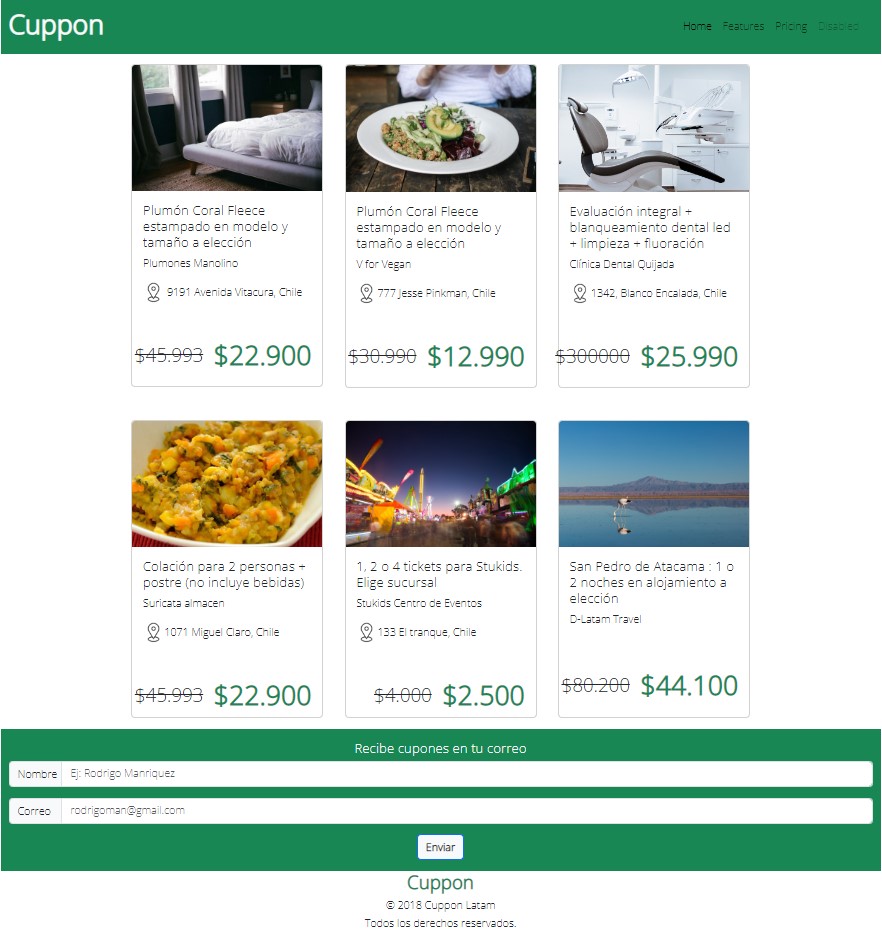 Cuppon
Home Features Pricing Disabled
Plumón Coral Fleece
estampado en modelo y
tamaño a elección
Plumones Manolino
9191 Avenida Vitacura, Chile
$45.993 $22.900
Plumón Coral Fleece
estampado en modelo y
tamaño a elección
V for Vegan
777 Jesse Pinkman, Chile
$30.990 $12.990
Evaluación integral +
blanqueamiento dental led
+ limpieza + fluoración
Clínica Dental Quijada
1342, Blanco Encalada, Chile
$300000 $25.990
Colación para 2 personas +
postre (no incluye bebidas)
Suricata almacen
1071 Miguel Claro, Chile
$45.993 $22.900
1, 2 o 4 tickets para Stukids.
Elige sucursal
Stukids Centro de Eventos
133 El tranque, Chile
$4.000 $2.500
San Pedro de Atacama : 1 o
2 noches en alojamiento a
elección
D-Latam Travel
$80.200 $44.100
Recibe cupones en tu correo
Nombre Ej: Rodrigo Manriquez
Correo rodrigoman@gmail.com
Enviar
Cuppon
© 2018 Cuppon Latam
Todos los derechos reservados.